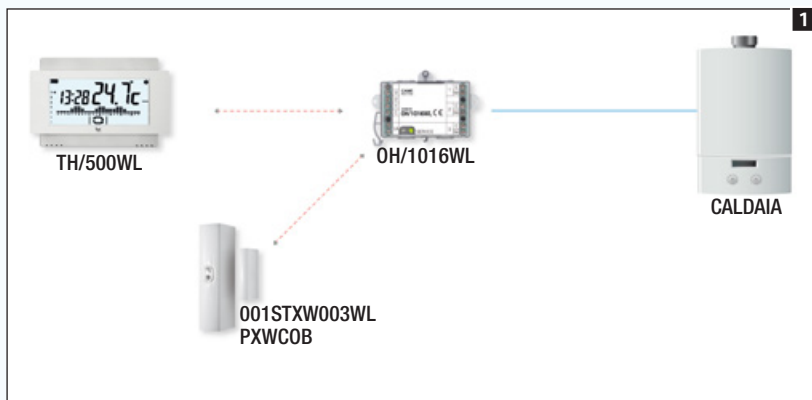 1
13:28 24.7c
TH/500WL
OH/1016WL
CALDAIA
001STXW003WL
PXWCOB